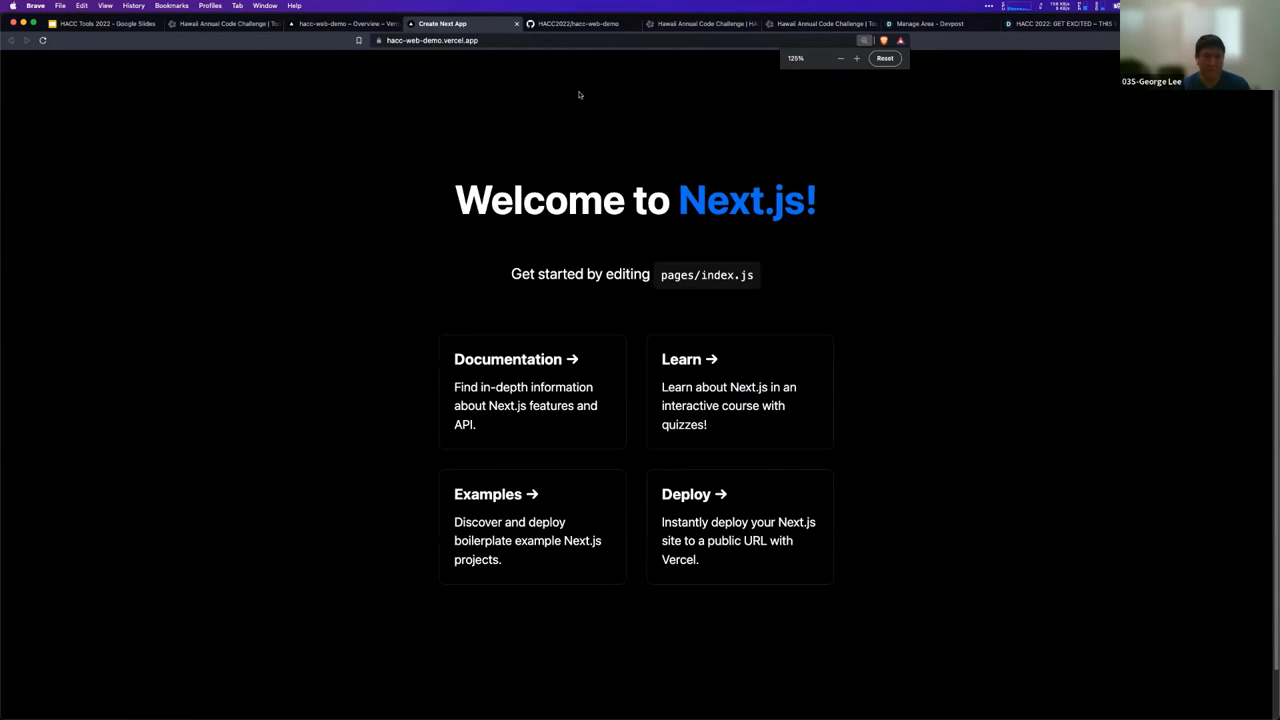 Brave File Edit View History Bookmarks Profiles Tab Window Help
HACC Tools 2022 - Google Slides
Hawaii Annual Code Challenge | Too
hacc-web-demo – Overview – Verc
Create Next App
HACC2022/hacc-web-demo
Hawaii Annual Code Challenge | HA
Hawaii Annual Code Challenge | Too
Manage Area - Devpost
HACC 2022: GET EXCITED – THIS
hacc-web-demo.vercel.app
125% Reset
03S-George Lee
Welcome to Next.js!
Get started by editing pages/index.js
Documentation →
Find in-depth information
about Next.js features and
API.
Learn →
Learn about Next.js in an
interactive course with
quizzes!
Examples →
Discover and deploy
boilerplate example Next.js
projects.
Deploy →
Instantly deploy your Next.js
site to a public URL with
Vercel.